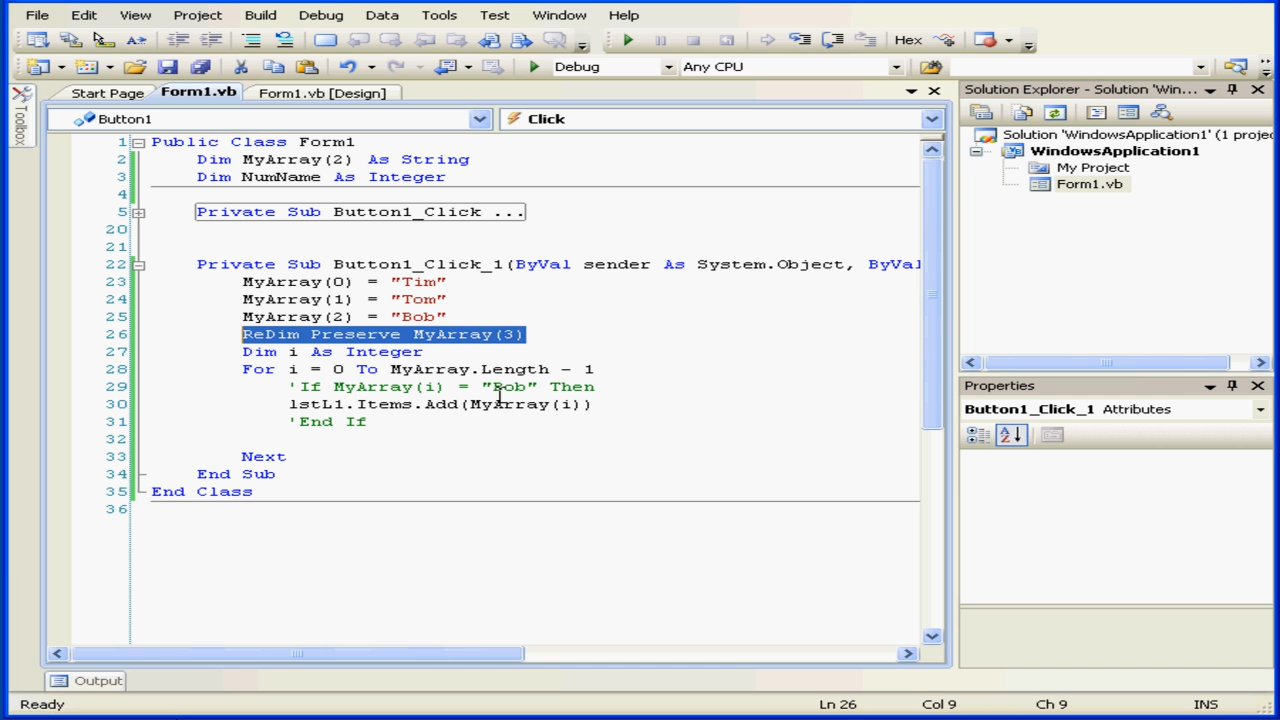 File Edit View Project Build Debug Data Tools Test Window Help
Hex
Debug Any CPU
Toolbox
Start Page Form1.vb Form1.vb [Design]
Button1 Click
1 Public Class Form1
2 Dim MyArray(2) As String
3 Dim NumName As Integer
4
5 Private Sub Button1_Click ...
20
21
22 Private Sub Button1_Click_1(ByVal sender As System.Object, ByVal
23 MyArray(0) = "Tim"
24 MyArray(1) = "Tom"
25 MyArray(2) = "Bob"
26 ReDim Preserve MyArray(3)
27 Dim i As Integer
28 For i = 0 To MyArray.Length - 1
29 'If MyArray(i) = "Bob" Then
30 lstL1.Items.Add(MyArray(i))
31 'End If
32
33 Next
34 End Sub
35 End Class
36
Solution Explorer - Solution 'Win...
Solution 'WindowsApplication1' (1 projec
WindowsApplication1
My Project
Form1.vb
Properties
Button1_Click_1 Attributes
Output
Ready Ln 26 Col 9 Ch 9 INS